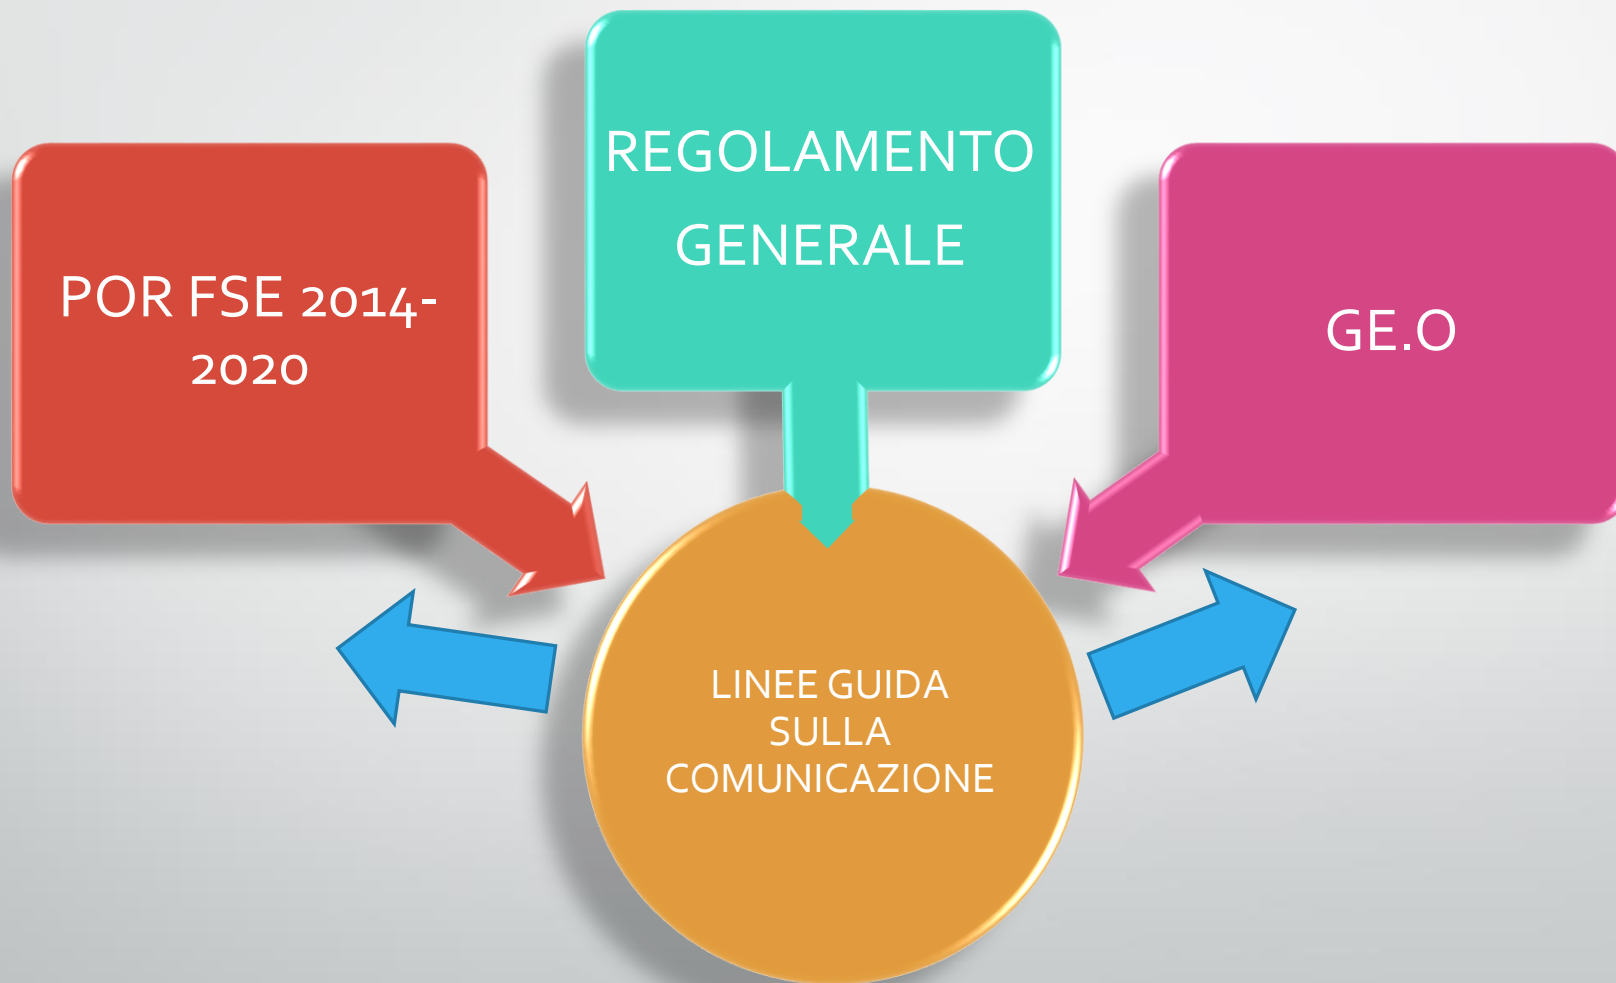 POR FSE 2014-
2020
REGOLAMENTO
GENERALE
GE.O
LINEE GUIDA
SULLA
COMUNICAZIONE